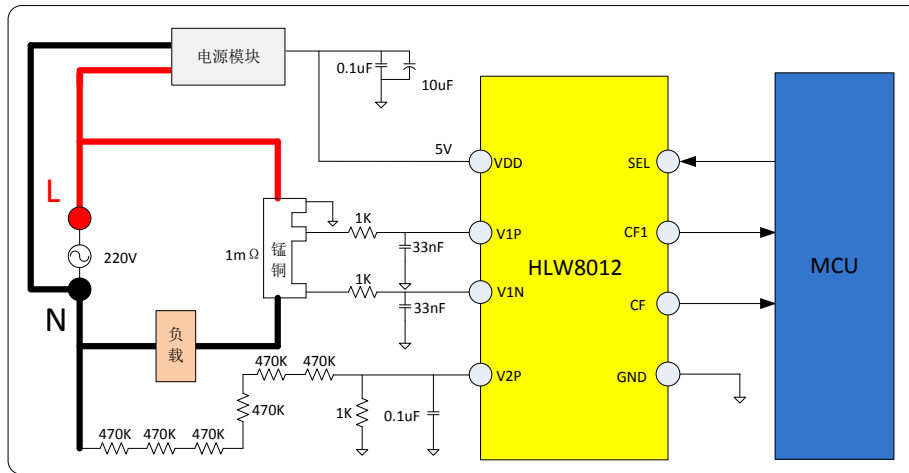 电源模块
0.1uF
10uF
5V
VDD
SEL
L
1K
33nF
V1P
CF1
220V
1mΩ
锰
铜
HLW8012
MCU
1K
V1N
33nF
CF
N
负
载
470K
470K
V2P
GND
470K
1K
0.1uF
470K
470K
470K